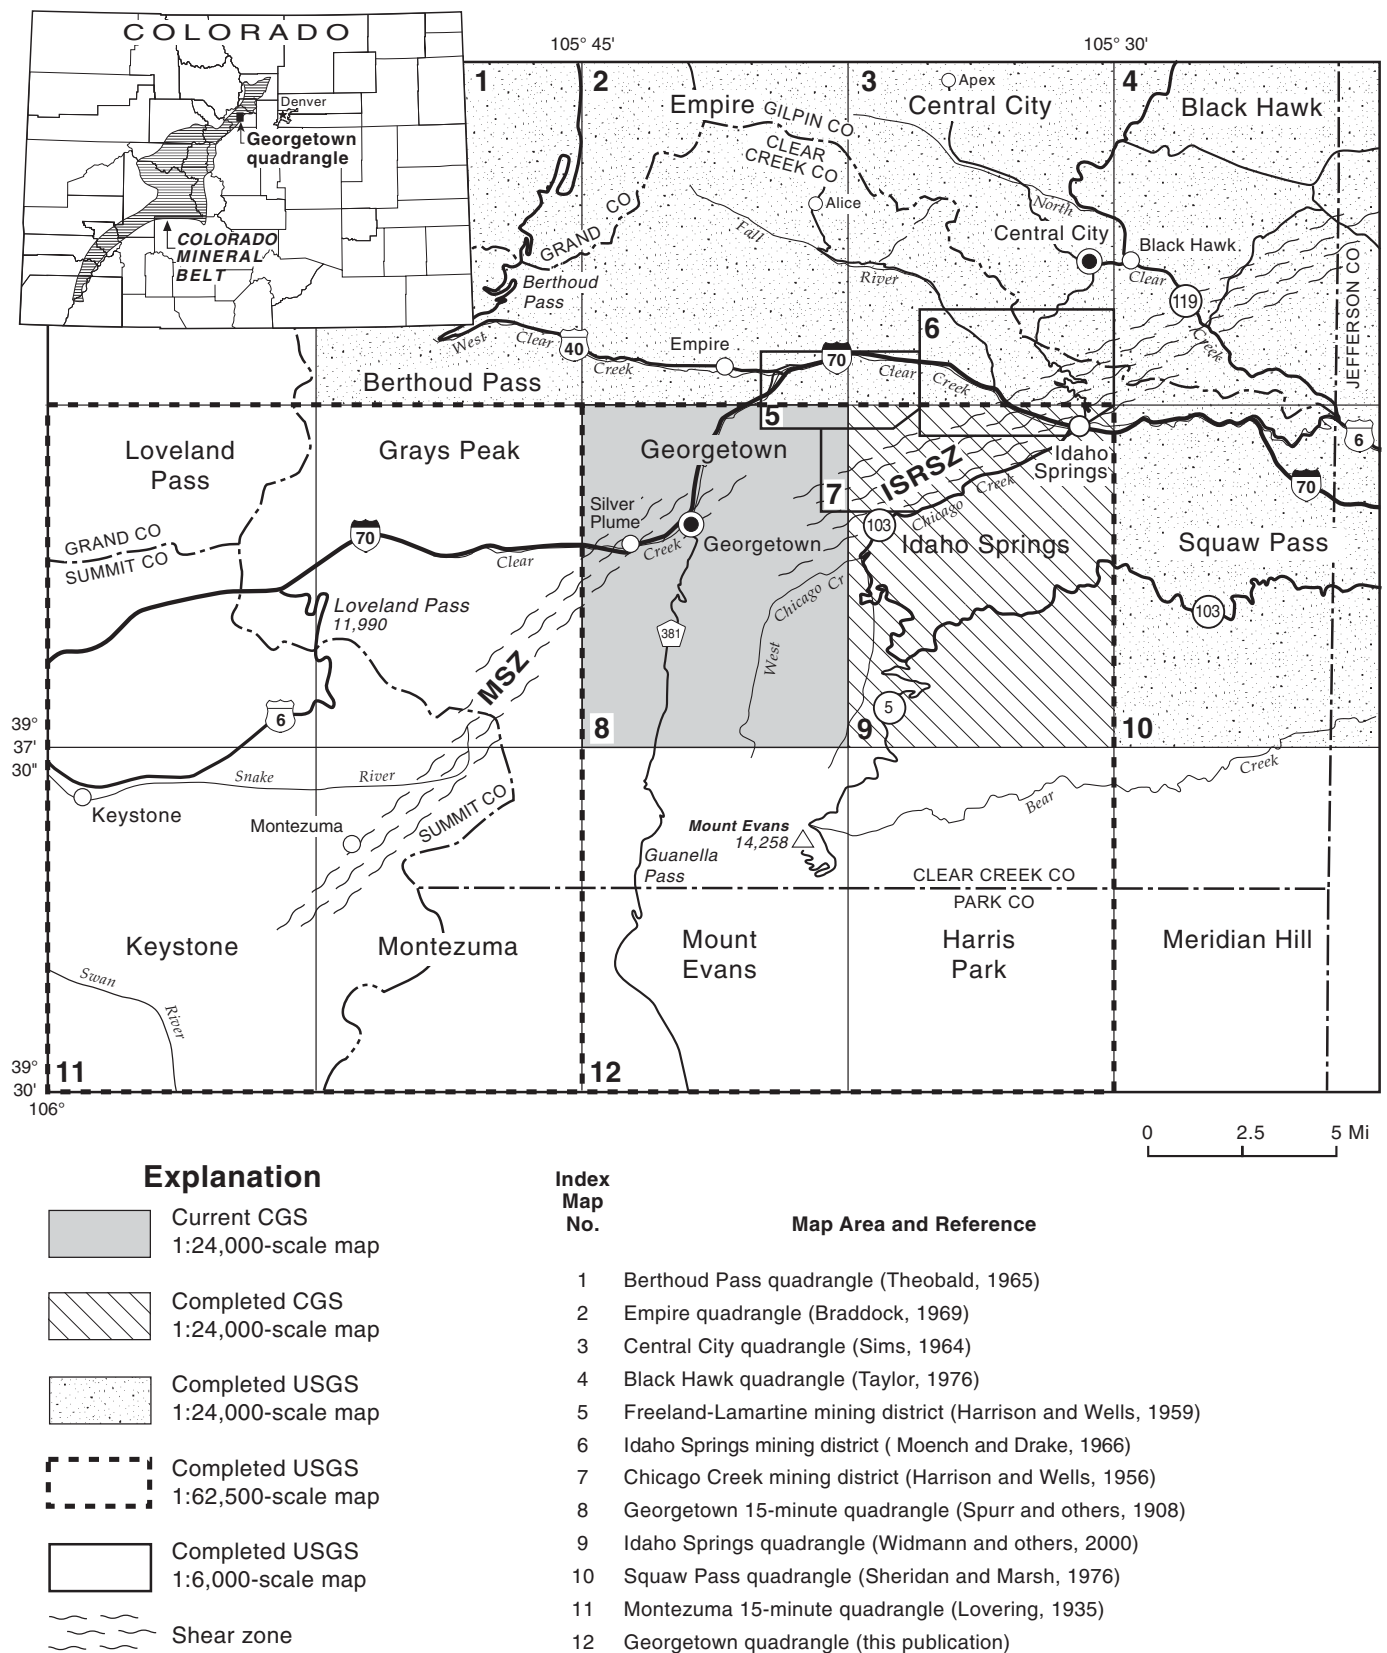 COLORADO
Denver
Georgetown
quadrangle
COLORADO
MINERAL
BELT
105° 45'
105° 30'
1
2
3
4
Apex
Empire
Central City
Black Hawk
GILPIN CO
CLEAR
CREEK CO
GRAND CO
Alice
North
Fall
River
Central City
Black Hawk
Clear
Creek
119
JEFFERSON CO
Berthoud
Pass
West Clear
Creek
40
Empire
70
6
Clear
Creek
Berthoud Pass
5
6
Loveland
Pass
Grays Peak
Georgetown
ISRSZ
Idaho
Springs
Creek
Chicago
70
7
Silver
Plume
103
GRAND CO
SUMMIT CO
70
Clear
Creek
Georgetown
Idaho Springs
Squaw Pass
Loveland Pass
11,990
Chicago Cr
West
103
381
MSZ
6
5
39°
37'
30"
8
9
10
Snake River
Keystone
Montezuma
SUMMIT CO
Mount Evans
14,258
Bear
Creek
Guanella
Pass
CLEAR CREEK CO
PARK CO
Keystone
Montezuma
Mount
Evans
Harris
Park
Meridian Hill
Swan
River
39°
30'
11
12
106°
0 2.5 5 Mi
Explanation
Current CGS
1:24,000-scale map
Completed CGS
1:24,000-scale map
Completed USGS
1:24,000-scale map
Completed USGS
1:62,500-scale map
Completed USGS
1:6,000-scale map
Shear zone
Index
Map
No. Map Area and Reference
1 Berthoud Pass quadrangle (Theobald, 1965)
2 Empire quadrangle (Braddock, 1969)
3 Central City quadrangle (Sims, 1964)
4 Black Hawk quadrangle (Taylor, 1976)
5 Freeland-Lamartine mining district (Harrison and Wells, 1959)
6 Idaho Springs mining district ( Moench and Drake, 1966)
7 Chicago Creek mining district (Harrison and Wells, 1956)
8 Georgetown 15-minute quadrangle (Spurr and others, 1908)
9 Idaho Springs quadrangle (Widmann and others, 2000)
10 Squaw Pass quadrangle (Sheridan and Marsh, 1976)
11 Montezuma 15-minute quadrangle (Lovering, 1935)
12 Georgetown quadrangle (this publication)